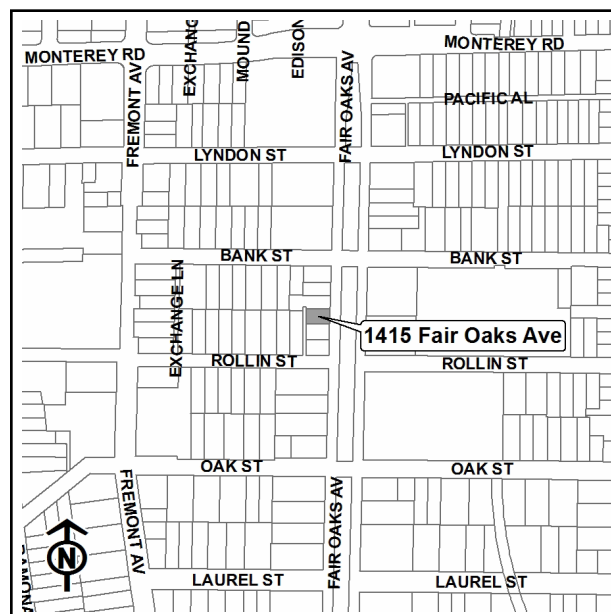 MONTEREY RD
EXCHANG
MOUND
EDISON
MONTEREY RD
FREMONT AV
FAIR OAKS AV
PACIFIC AL
LYNDON ST
LYNDON ST
BANK ST
BANK ST
EXCHANGE LN
1415 Fair Oaks Ave
ROLLIN ST
ROLLIN ST
OAK ST
OAK ST
FREMONT AV
FAIR OAKS AV
N
RAMONA
LAUREL ST
LAUREL ST